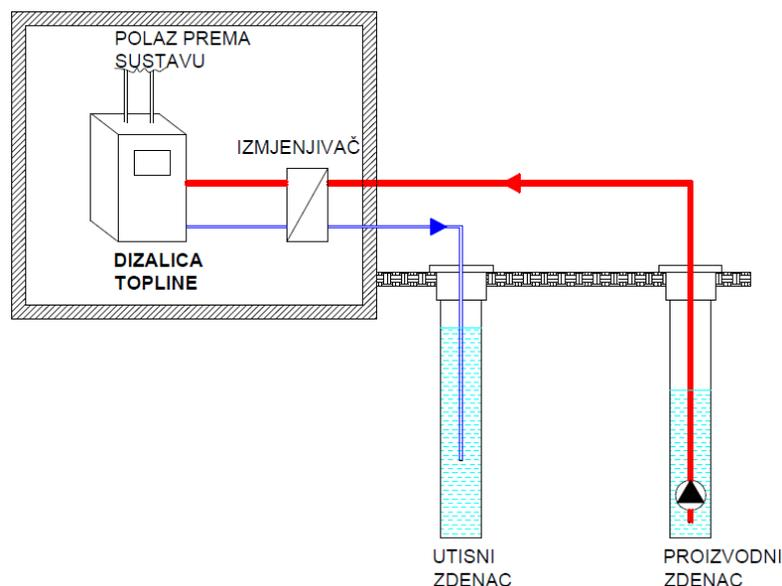 POLAZ PREMA
SUSTAVU
IZMJENJIVAČ
DIZALICA
TOPLINE
UTISNI
ZDENAC
PROIZVODNI
ZDENAC